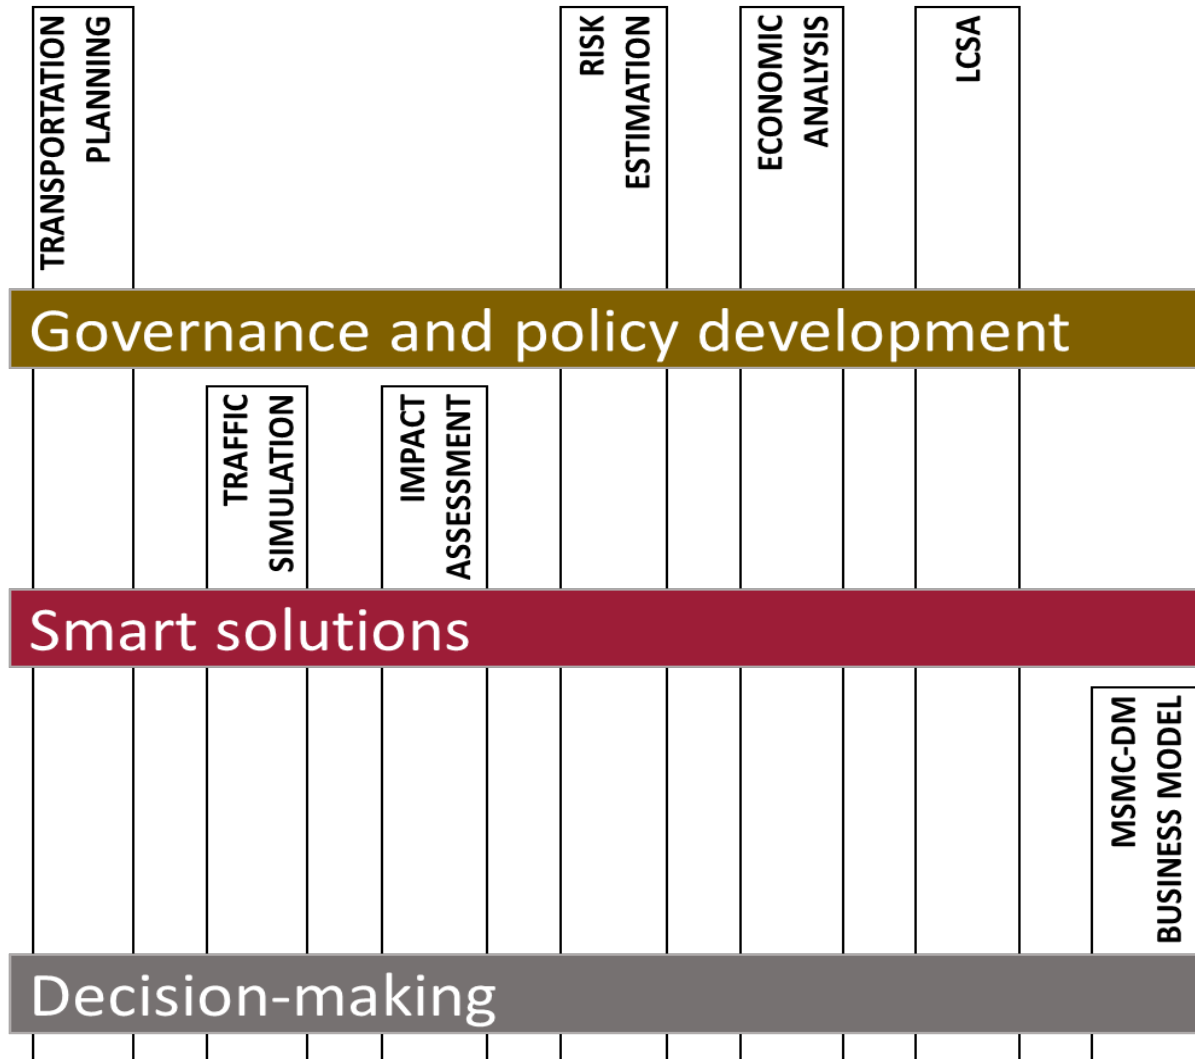 TRANSPORTATION
PLANNING
RISK
ESTIMATION
ECONOMIC
ANALYSIS
LCSA
Governance and policy development
TRAFFIC
SIMULATION
IMPACT
ASSESSMENT
Smart solutions
MSMC-DM
BUSINESS MODEL
Decision-making